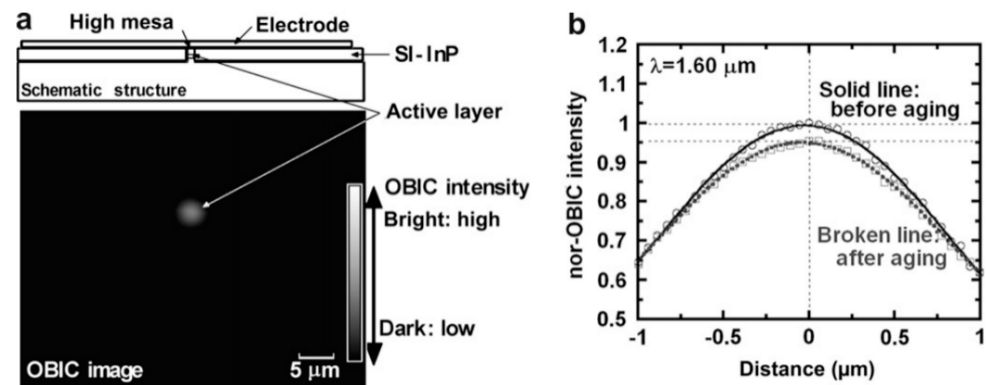 a
High mesa
Electrode
SI-InP
Schematic structure
Active layer
OBIC intensity
Bright: high
Dark: low
5 μm
OBIC image
b
1.2
1.1
1
0.9
0.8
0.7
0.6
0.5
nor-OBIC intensity
λ=1.60 μm
Solid line:
before aging
Broken line:
after aging
-1
-0.5
0
0.5
1
Distance (μm)